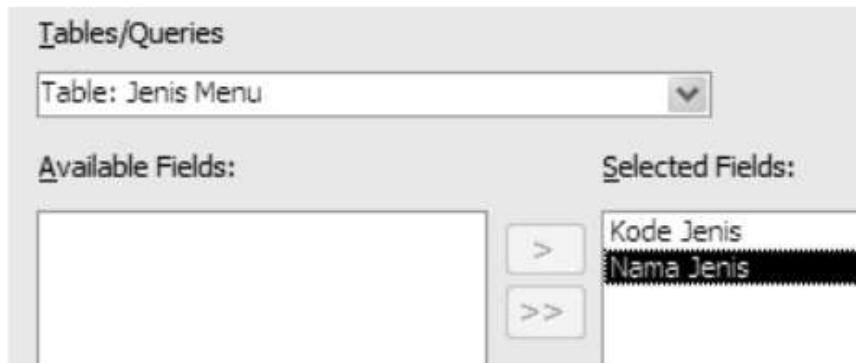 Tables/Queries
Table: Jenis Menu
Available Fields:
Selected Fields:
Kode Jenis
>
Nama Jenis
>>